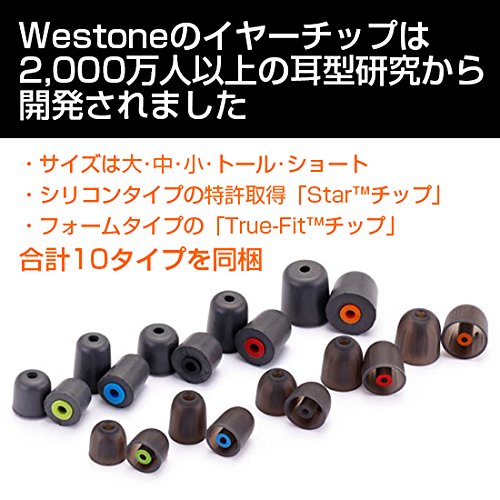 Westoneのイヤーチップは
2,000万人以上の耳型研究から
開発されました
・サイズは大・中・小・トール・ショート
・シリコンタイプの特許取得「Star™チップ」
・フォームタイプの「True-Fit™チップ」
合計10タイプを同梱